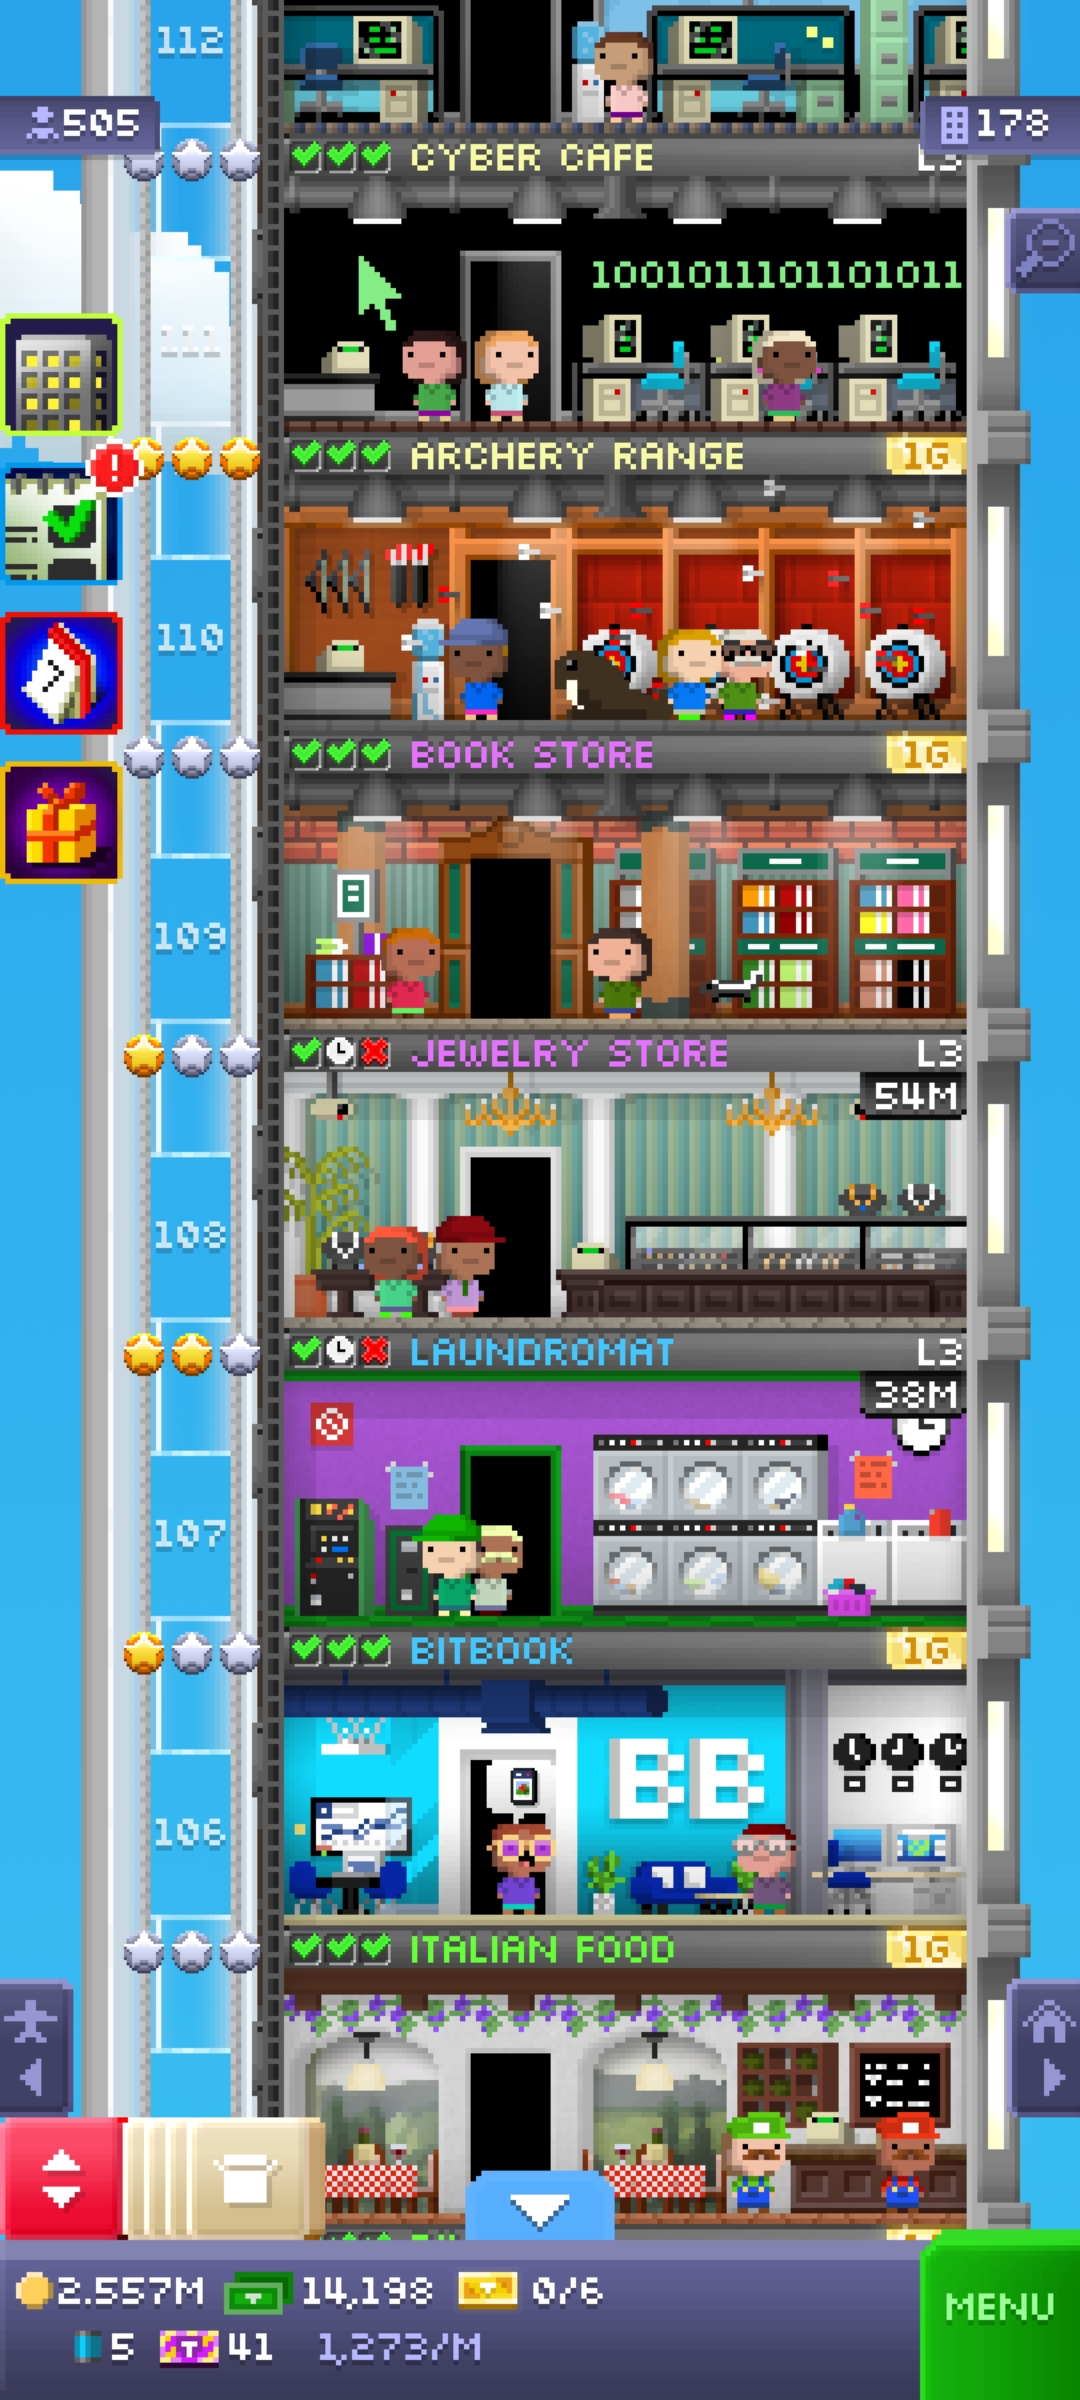 112
505
178
CYBER CAFE
L3
1001011101101011
111
ARCHERY RANGE
1G
110
BOOK STORE
1G
109
JEWELRY STORE
L3
54M
108
LAUNDROMAT
L3
38M
107
BITBOOK
1G
BB
106
ITALIAN FOOD
1G
2.557M
14,198
0/6
5
41
1,273/M
MENU